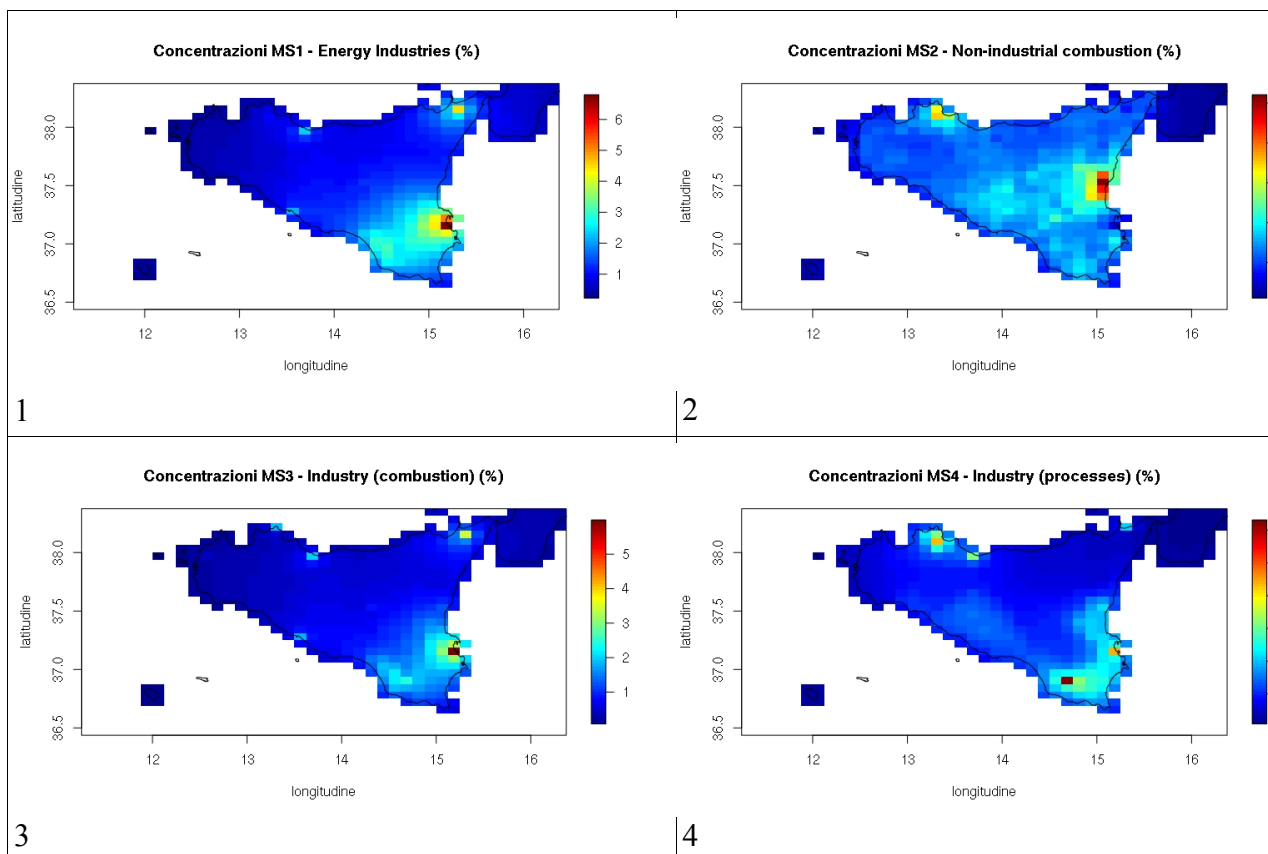 Concentrazioni MS1 - Energy Industries (%)
latitudine
38.0
37.5
37.0
36.5
12 13 14 15 16
longitudine
6
5
4
3
2
1
1
Concentrazioni MS2 - Non-industrial combustion (%)
latitudine
38.0
37.5
37.0
36.5
12 13 14 15 16
longitudine
2
Concentrazioni MS3 - Industry (combustion) (%)
latitudine
38.0
37.5
37.0
36.5
12 13 14 15 16
longitudine
5
4
3
2
1
3
Concentrazioni MS4 - Industry (processes) (%)
latitudine
38.0
37.5
37.0
36.5
12 13 14 15 16
longitudine
4